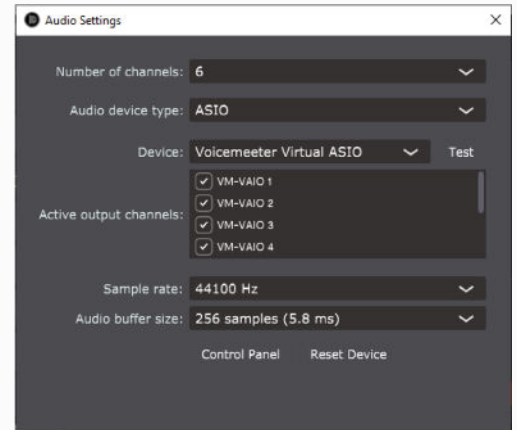 Audio Settings
Number of channels: 6
Audio device type: ASIO
Device: Voicemeeter Virtual ASIO Test
Active output channels:
VM-VAIO 1
VM-VAIO 2
VM-VAIO 3
VM-VAIO 4
Sample rate: 44100 Hz
Audio buffer size: 256 samples (5.8 ms)
Control Panel Reset Device